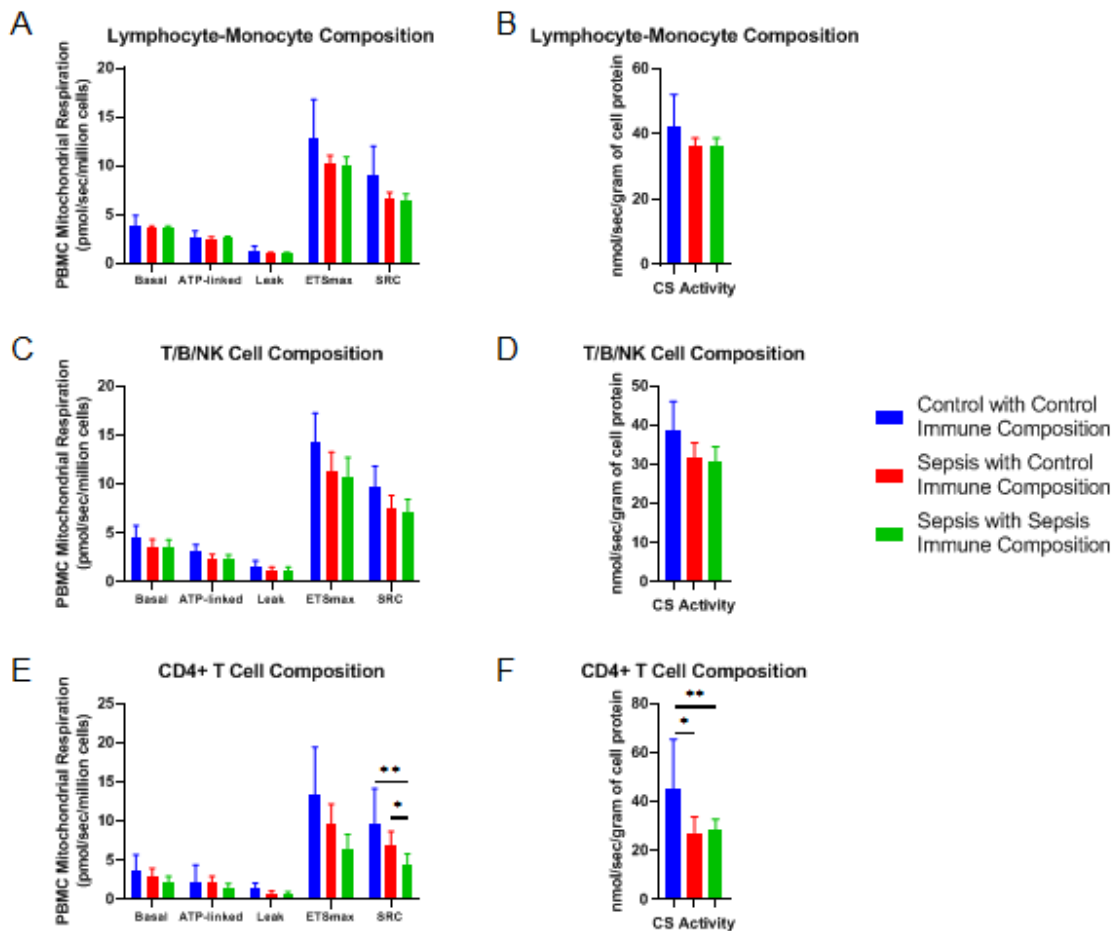 A
Lymphocyte-Monocyte Composition
PBMC Mitochondrial Respiration
(pmol/sec/million cells)
20
15
10
5
0
Basal ATP-linked Leak ETSmax SRC
B
Lymphocyte-Monocyte Composition
nmol/sec/gram of cell protein
60
40
20
0
CS Activity
C
T/B/NK Cell Composition
PBMC Mitochondrial Respiration
(pmol/sec/million cells)
20
15
10
5
0
Basal ATP-linked Leak ETSmax SRC
D
T/B/NK Cell Composition
nmol/sec/gram of cell protein
50
40
30
20
10
0
CS Activity
Control with Control
Immune Composition
Sepsis with Control
Immune Composition
Sepsis with Sepsis
Immune Composition
E
CD4+ T Cell Composition
PBMC Mitochondrial Respiration
(pmol/sec/million cells)
25
20
15
10
5
0
**
*
Basal ATP-linked Leak ETSmax SRC
F
CD4+ T Cell Composition
nmol/sec/gram of cell protein
80
60
40
20
0
**
*
CS Activity